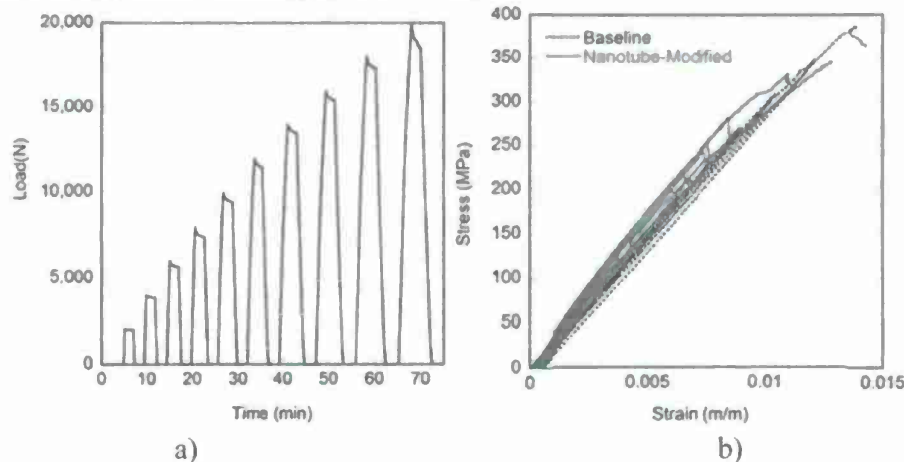 20,000
15,000
10,000
5,000
0
Load(N)
0 10 20 30 40 50 60 70
Time (min)
a)
400
350
300
250
200
150
100
50
0
Stress (MPa)
Baseline
Nanotube-Modified
0 0.005 0.01 0.015
Strain (m/m)
b)